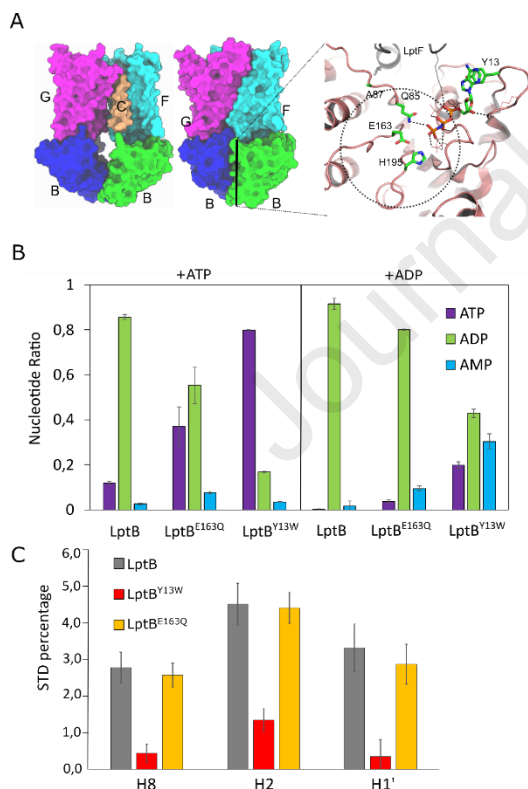 A
G
C
F
B
B
G
F
B
B
LptF
Y13
A87
Q85
E163
H195
Journal
B
+ATP
+ADP
Nucleotide Ratio
1
0,8
0,6
0,4
0,2
0
ATP
ADP
AMP
LptB LptB^E163Q LptB^Y13W LptB LptB^E163Q LptB^Y13W
C
STD percentage
6,0
5,0
4,0
3,0
2,0
1,0
0,0
LptB
LptB^Y13W
LptB^E163Q
H8 H2 H1'